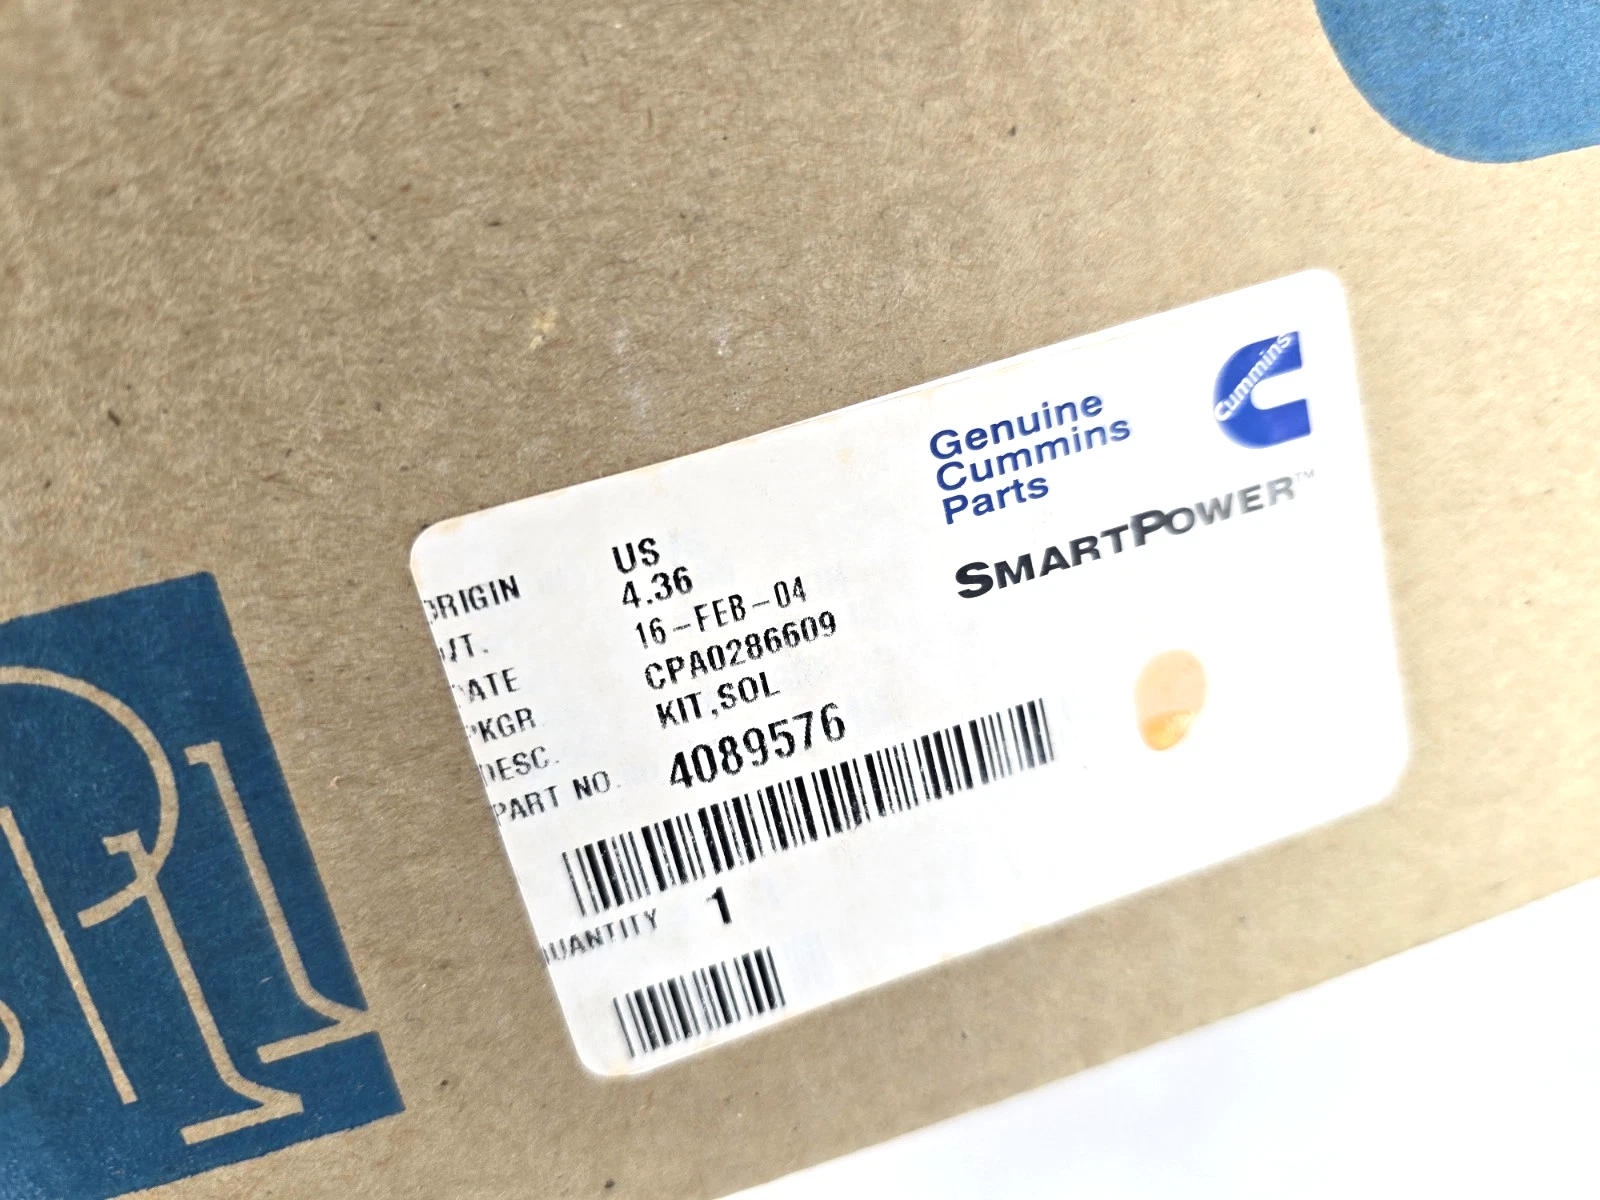 Genuine
Cummins
Parts
Cummins
SMARTPOWER™
ORIGIN US
WT. 4.36
DATE 16-FEB-04
PKGR CPA0286609
DESC. KIT,SOL
PART NO. 4089576
QUANTITY 1